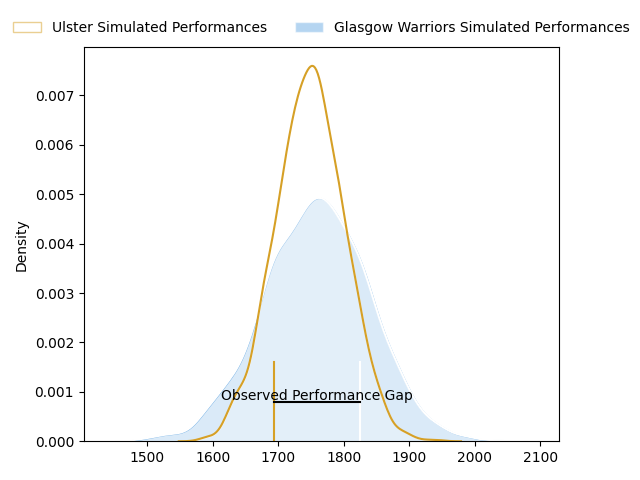 Ulster Simulated Performances
Glasgow Warriors Simulated Performances
0.007
0.006
0.005
0.004
0.003
0.002
0.001
0.000
Density
Observed Performance Gap
1500 1600 1700 1800 1900 2000 2100